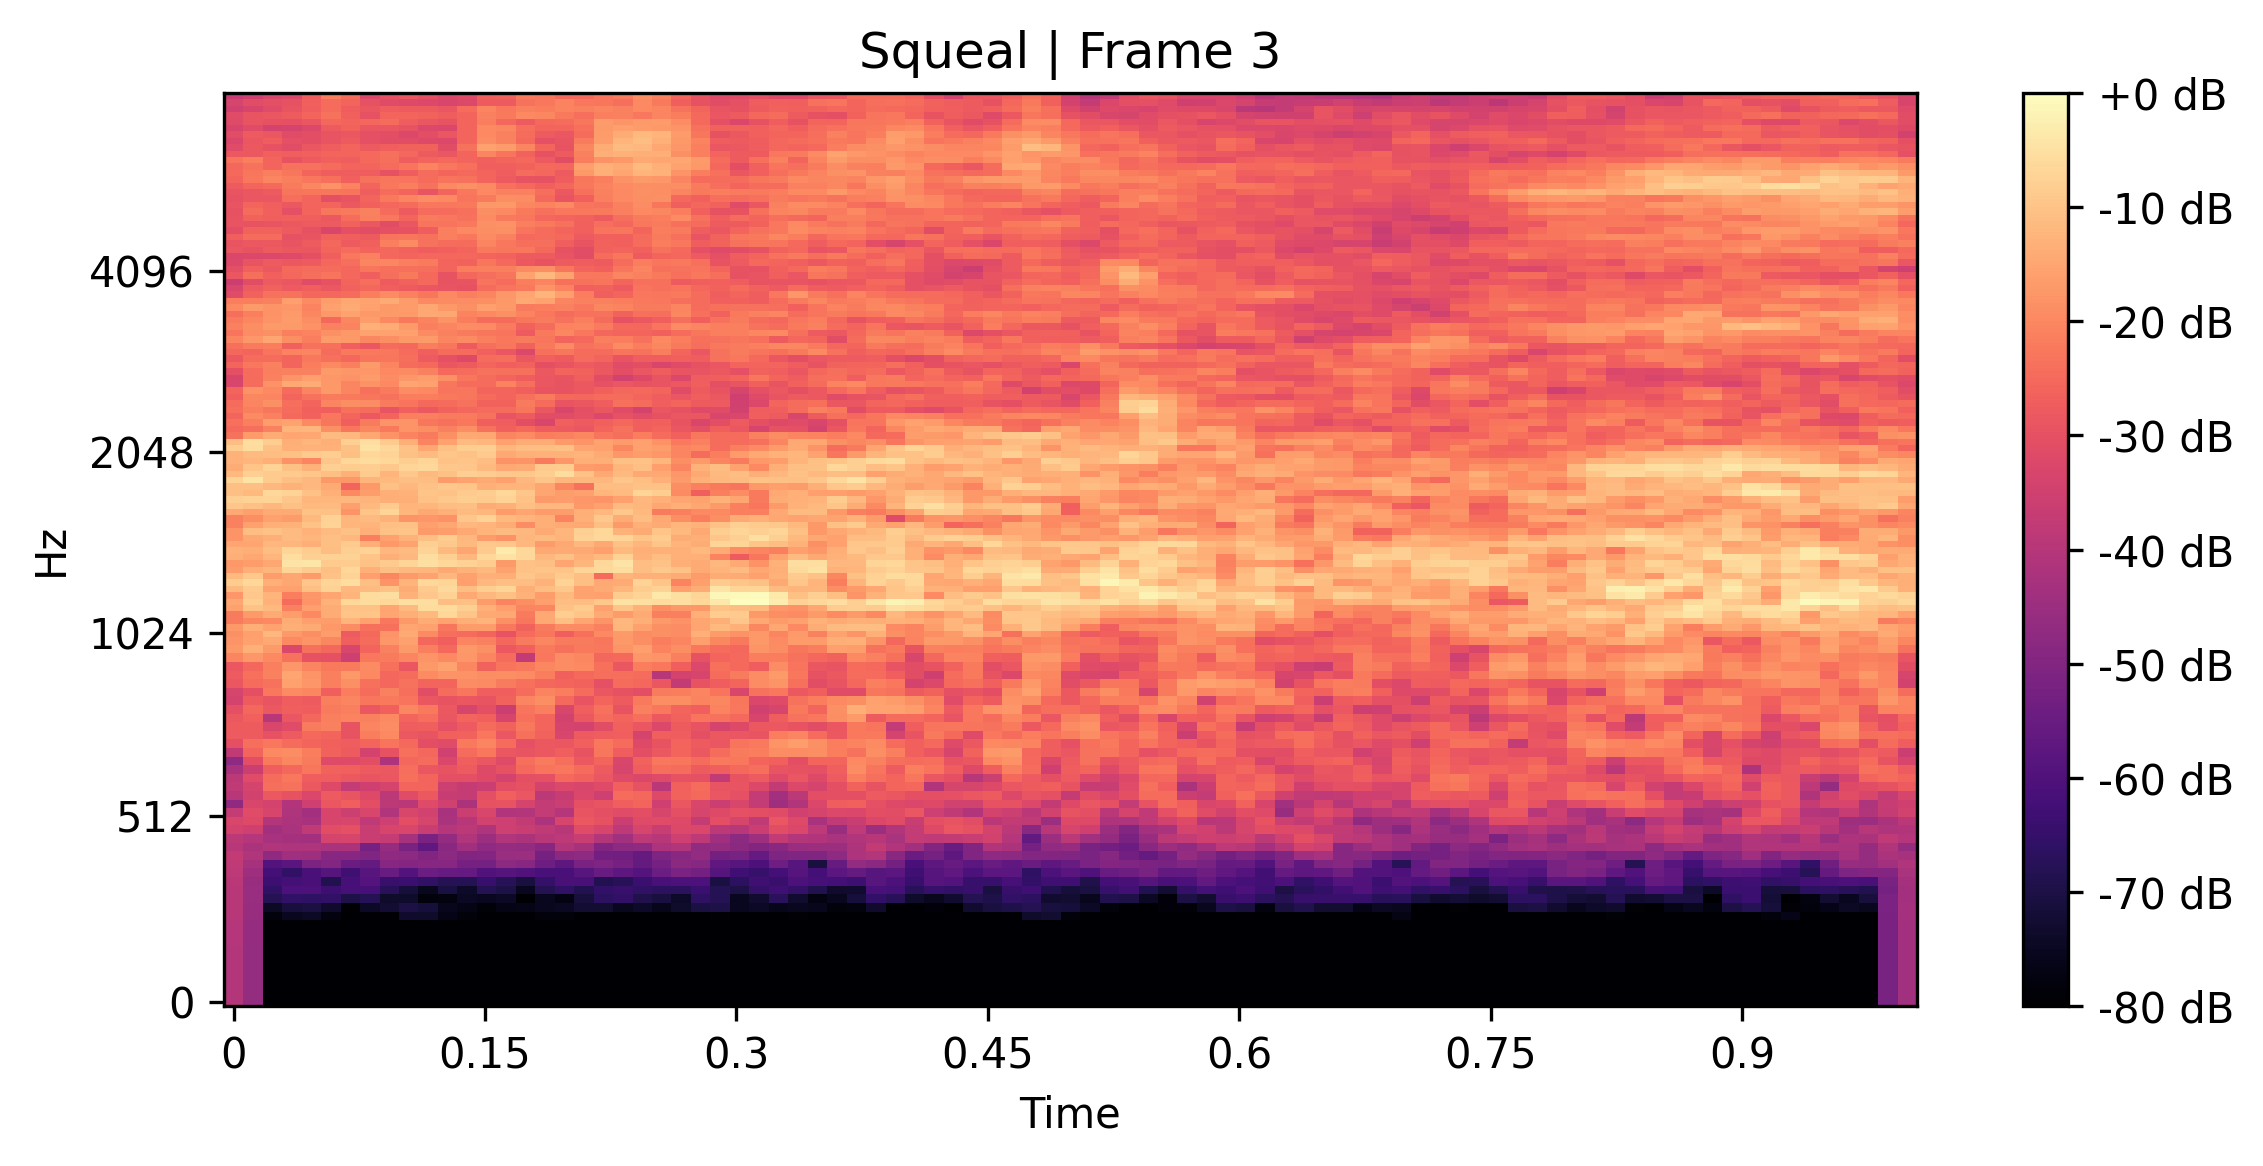 Squeal | Frame 3
Hz
4096
2048
1024
512
0
0 0.15 0.3 0.45 0.6 0.75 0.9
Time
+0 dB
-10 dB
-20 dB
-30 dB
-40 dB
-50 dB
-60 dB
-70 dB
-80 dB